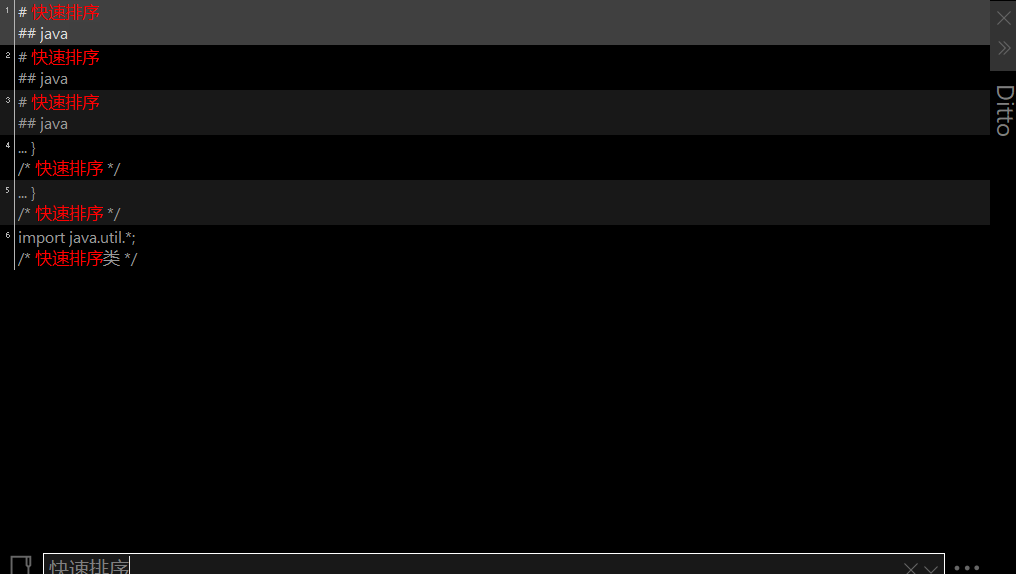 1
# 快速排序
## java
2
# 快速排序
## java
3
# 快速排序
## java
4
... }
/* 快速排序 */
5
... }
/* 快速排序 */
6
import java.util.*;
/* 快速排序类 */
Ditto
快速排序